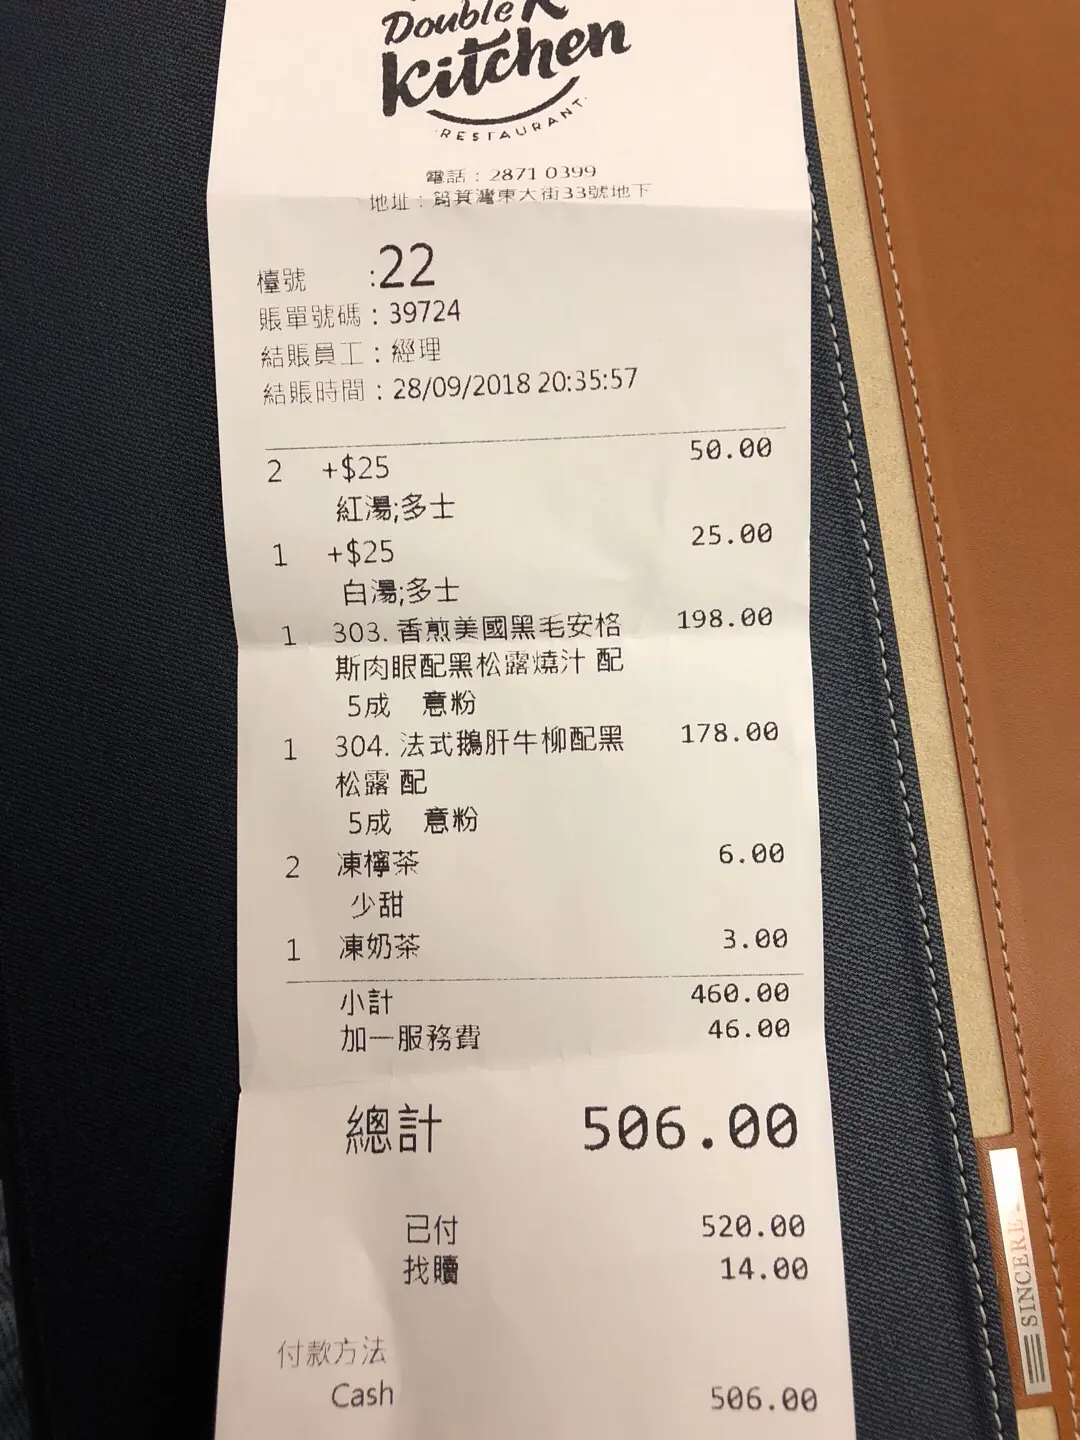 Double K
Kitchen
RESTAURANT
電話：2871 0399
地址：筲箕灣東大街33號地下
檯號 :22
賬單號碼：39724
結賬員工：經理
結賬時間：28/09/2018 20:35:57
2 +$25 50.00
紅湯;多士
1 +$25 25.00
白湯;多士
1 303. 香煎美國黑毛安格 198.00
斯肉眼配黑松露燒汁 配
5成 意粉
1 304. 法式鵝肝牛柳配黑 178.00
松露 配
5成 意粉
2 凍檸茶 6.00
少甜
1 凍奶茶 3.00
小計 460.00
加一服務費 46.00
總計 506.00
已付 520.00
找贖 14.00
付款方法
Cash 506.00
SINCERE